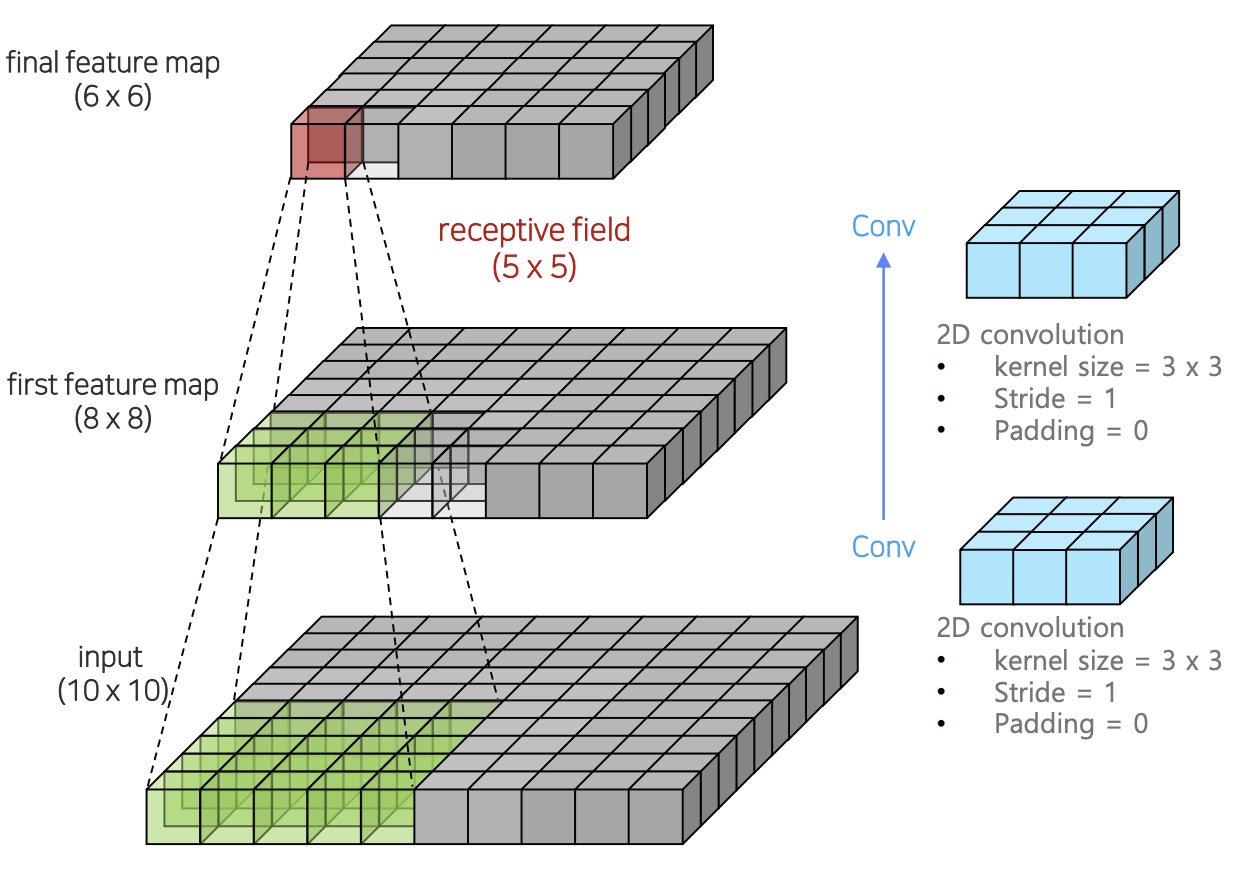 final feature map
(6 x 6)
receptive field
(5 x 5)
first feature map
(8 x 8)
input
(10 x 10)
Conv
Conv
2D convolution
• kernel size = 3 x 3
• Stride = 1
• Padding = 0
2D convolution
• kernel size = 3 x 3
• Stride = 1
• Padding = 0